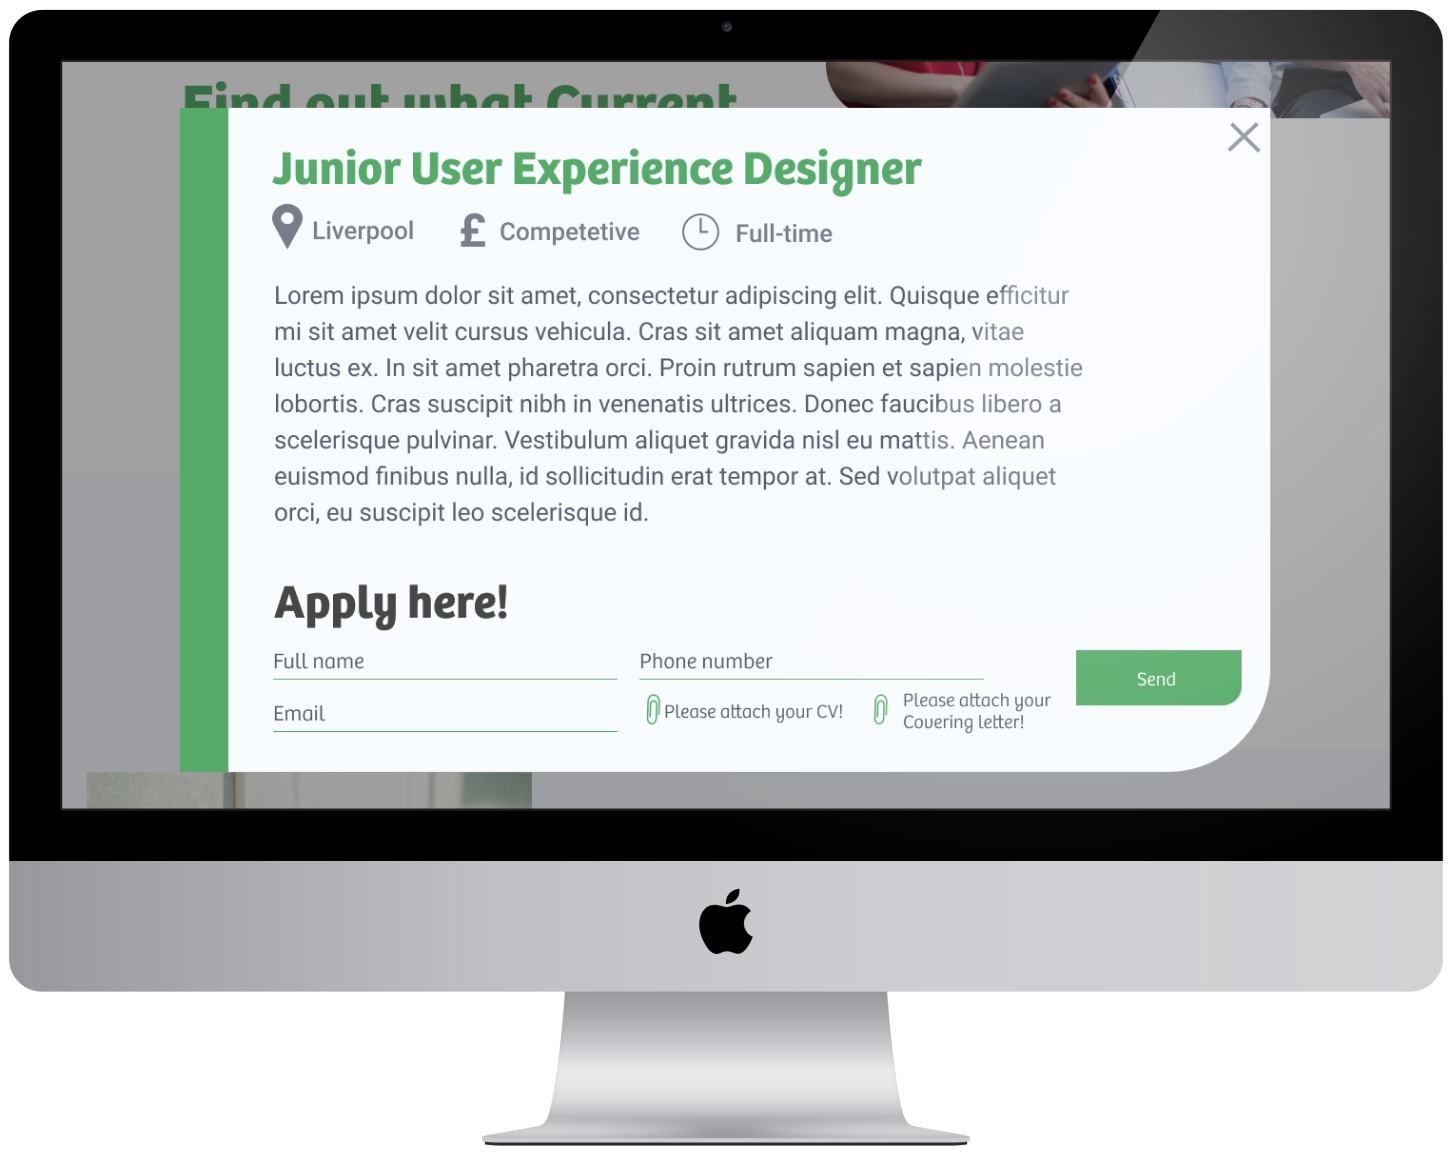 Find out what Current
Junior User Experience Designer
Liverpool £ Competetive Full-time
Lorem ipsum dolor sit amet, consectetur adipiscing elit. Quisque efficitur
mi sit amet velit cursus vehicula. Cras sit amet aliquam magna, vitae
luctus ex. In sit amet pharetra orci. Proin rutrum sapien et sapien molestie
lobortis. Cras suscipit nibh in venenatis ultrices. Donec faucibus libero a
scelerisque pulvinar. Vestibulum aliquet gravida nisl eu mattis. Aenean
euismod finibus nulla, id sollicitudin erat tempor at. Sed volutpat aliquet
orci, eu suscipit leo scelerisque id.
Apply here!
Full name
Phone number
Send
Email
Please attach your CV!
Please attach your
Covering letter!